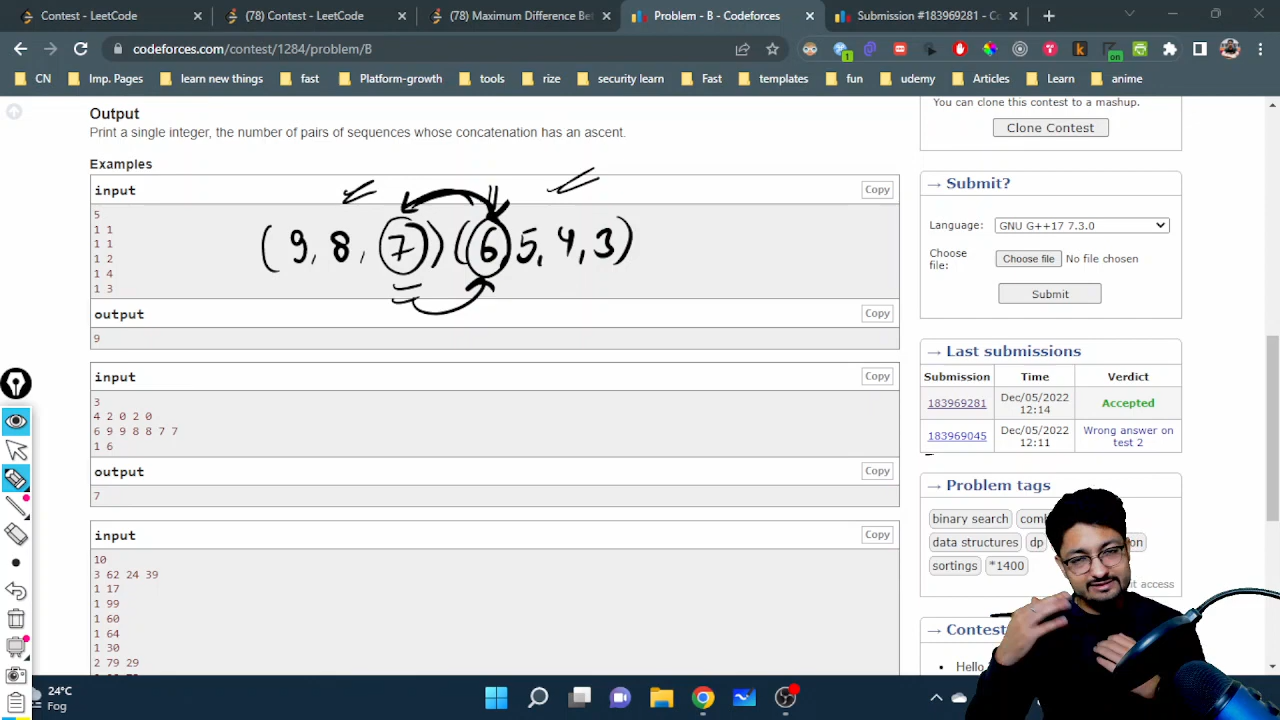 Contest - LeetCode
(78) Contest - LeetCode
(78) Maximum Difference Be
Problem - B - Codeforces
Submission #183969281 - Co
codeforces.com/contest/1284/problem/B
CN
Imp. Pages
learn new things
fast
Platform-growth
tools
rize
security learn
Fast
templates
fun
udemy
Articles
Learn
anime
1
on
Output
Print a single integer, the number of pairs of sequences whose concatenation has an ascent.
Examples
input
Copy
5
1 1
1 1
1 2
1 4
1 3
(9, 8, 7) (6) 5, 4, 3)
output
Copy
9
input
Copy
3
4 2 0 2 0
6 9 9 8 8 7 7
1 6
output
Copy
7
input
Copy
10
3 62 24 39
1 17
1 99
1 60
1 64
1 30
2 79 29
You can clone this contest to a mashup.
Clone Contest
→ Submit?
Language:
GNU G++17 7.3.0
Choose file:
Choose file
No file chosen
Submit
→ Last submissions
Submission
Time
Verdict
183969281
Dec/05/2022 12:14
Accepted
183969045
Dec/05/2022 12:11
Wrong answer on test 2
→ Problem tags
binary search
data structures
dp
sortings
*1400
access
→ Contes
Hello
24°C
Fog